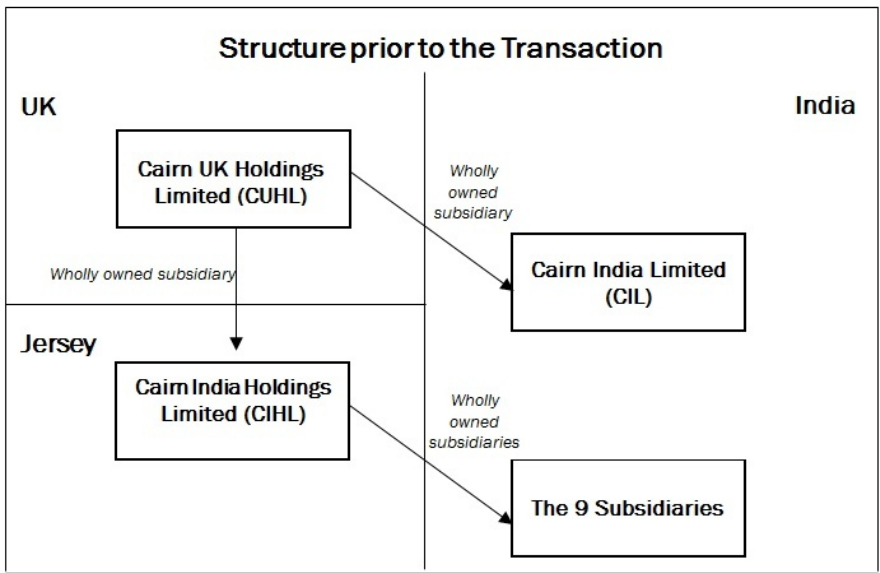 Structure prior to the Transaction
UK
India
Cairn UK Holdings
Limited (CUHL)
Wholly
owned
subsidiary
Wholly owned subsidiary
Cairn India Limited
(CIL)
Jersey
Cairn India Holdings
Limited (CIHL)
Wholly
owned
subsidiaries
The 9 Subsidiaries